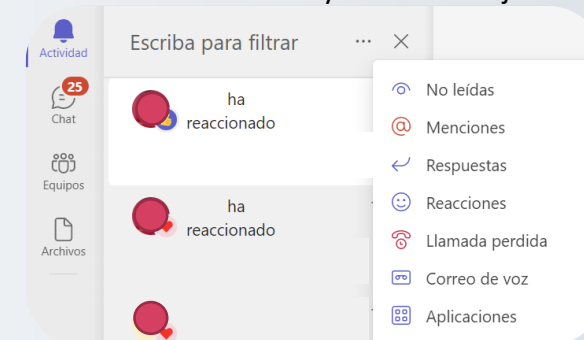 Actividad
25
Chat
Equipos
Archivos
Escriba para filtrar
ha
reaccionado
ha
reaccionado
No leídas
Menciones
Respuestas
Reacciones
Llamada perdida
Correo de voz
Aplicaciones